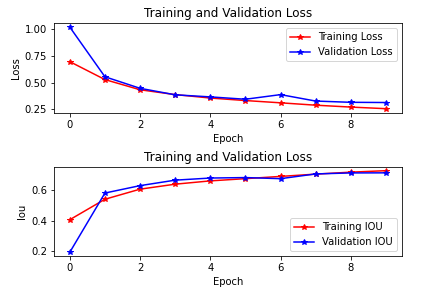 Training and Validation Loss
1.00
0.75
0.50
0.25
Loss
Training Loss
Validation Loss
0 2 4 6 8
Epoch
Training and Validation Loss
0.6
0.4
0.2
Iou
Training IOU
Validation IOU
0 2 4 6 8
Epoch